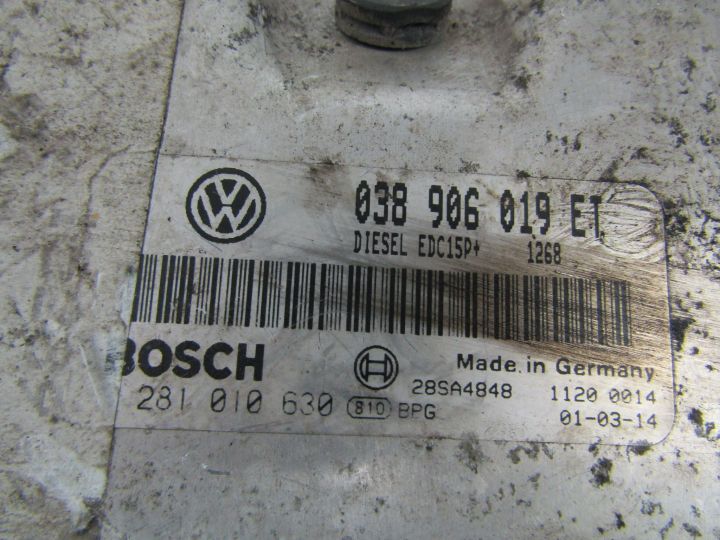 038 906 019 ET
DIESEL EDC15P+ 1268
BOSCH
Made in Germany
281 010 630 810 BPG
28SA4848 1120 0014
01-03-14